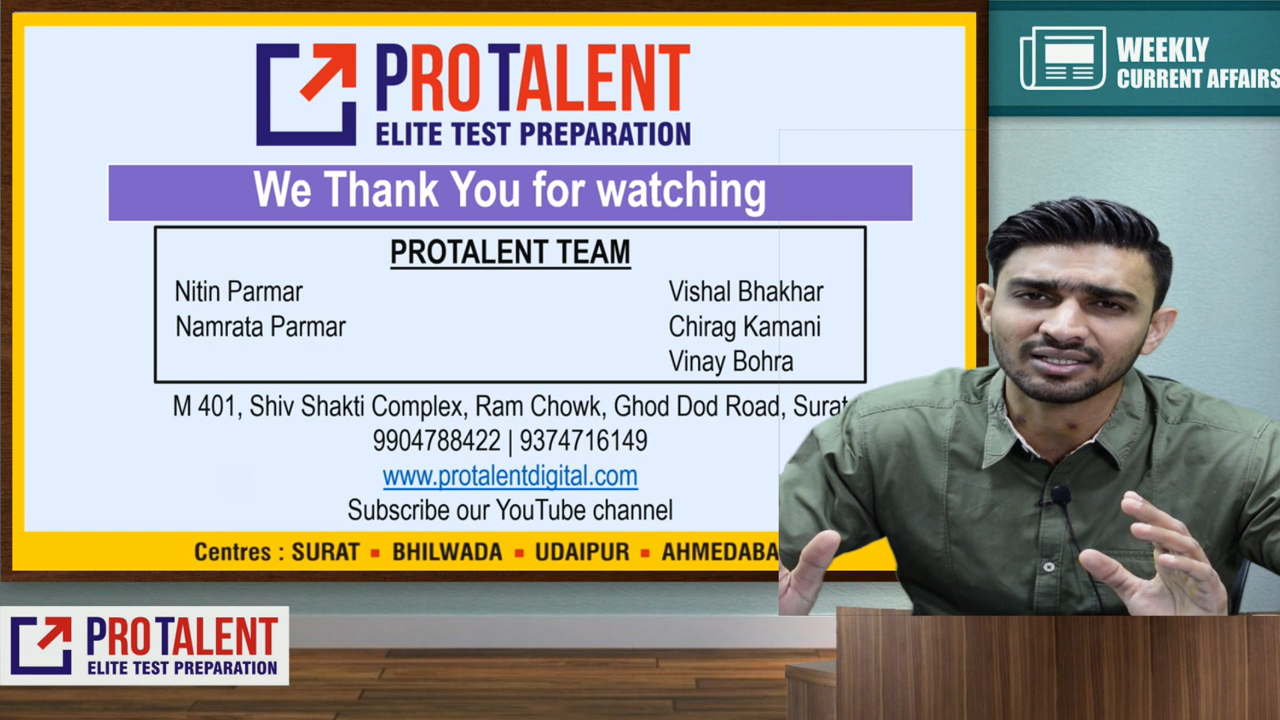 PROTALENT
ELITE TEST PREPARATION
We Thank You for watching
PROTALENT TEAM
Nitin Parmar
Vishal Bhakhar
Namrata Parmar
Chirag Kamani
Vinay Bohra
M 401, Shiv Shakti Complex, Ram Chowk, Ghod Dod Road, Surat
9904788422 | 9374716149
www.protalentdigital.com
Subscribe our YouTube channel
Centres : SURAT ▪ BHILWADA ▪ UDAIPUR ▪ AHMEDABA
WEEKLY
CURRENT AFFAIRS
PROTALENT
ELITE TEST PREPARATION